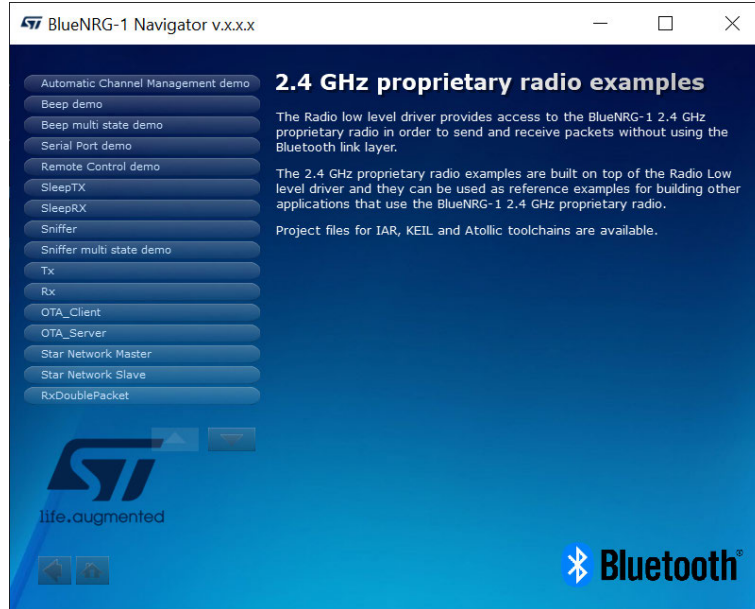 BlueNRG-1 Navigator v.x.x.x
Automatic Channel Management demo
Beep demo
Beep multi state demo
Serial Port demo
Remote Control demo
SleepTX
SleepRX
Sniffer
Sniffer multi state demo
Tx
Rx
OTA_Client
OTA_Server
Star Network Master
Star Network Slave
RxDoublePacket
2.4 GHz proprietary radio examples
The Radio low level driver provides access to the BlueNRG-1 2.4 GHz
proprietary radio in order to send and receive packets without using the
Bluetooth link layer.
The 2.4 GHz proprietary radio examples are built on top of the Radio Low
level driver and they can be used as reference examples for building other
applications that use the BlueNRG-1 2.4 GHz proprietary radio.
Project files for IAR, KEIL and Atollic toolchains are available.
ST
life.augmented
Bluetooth®